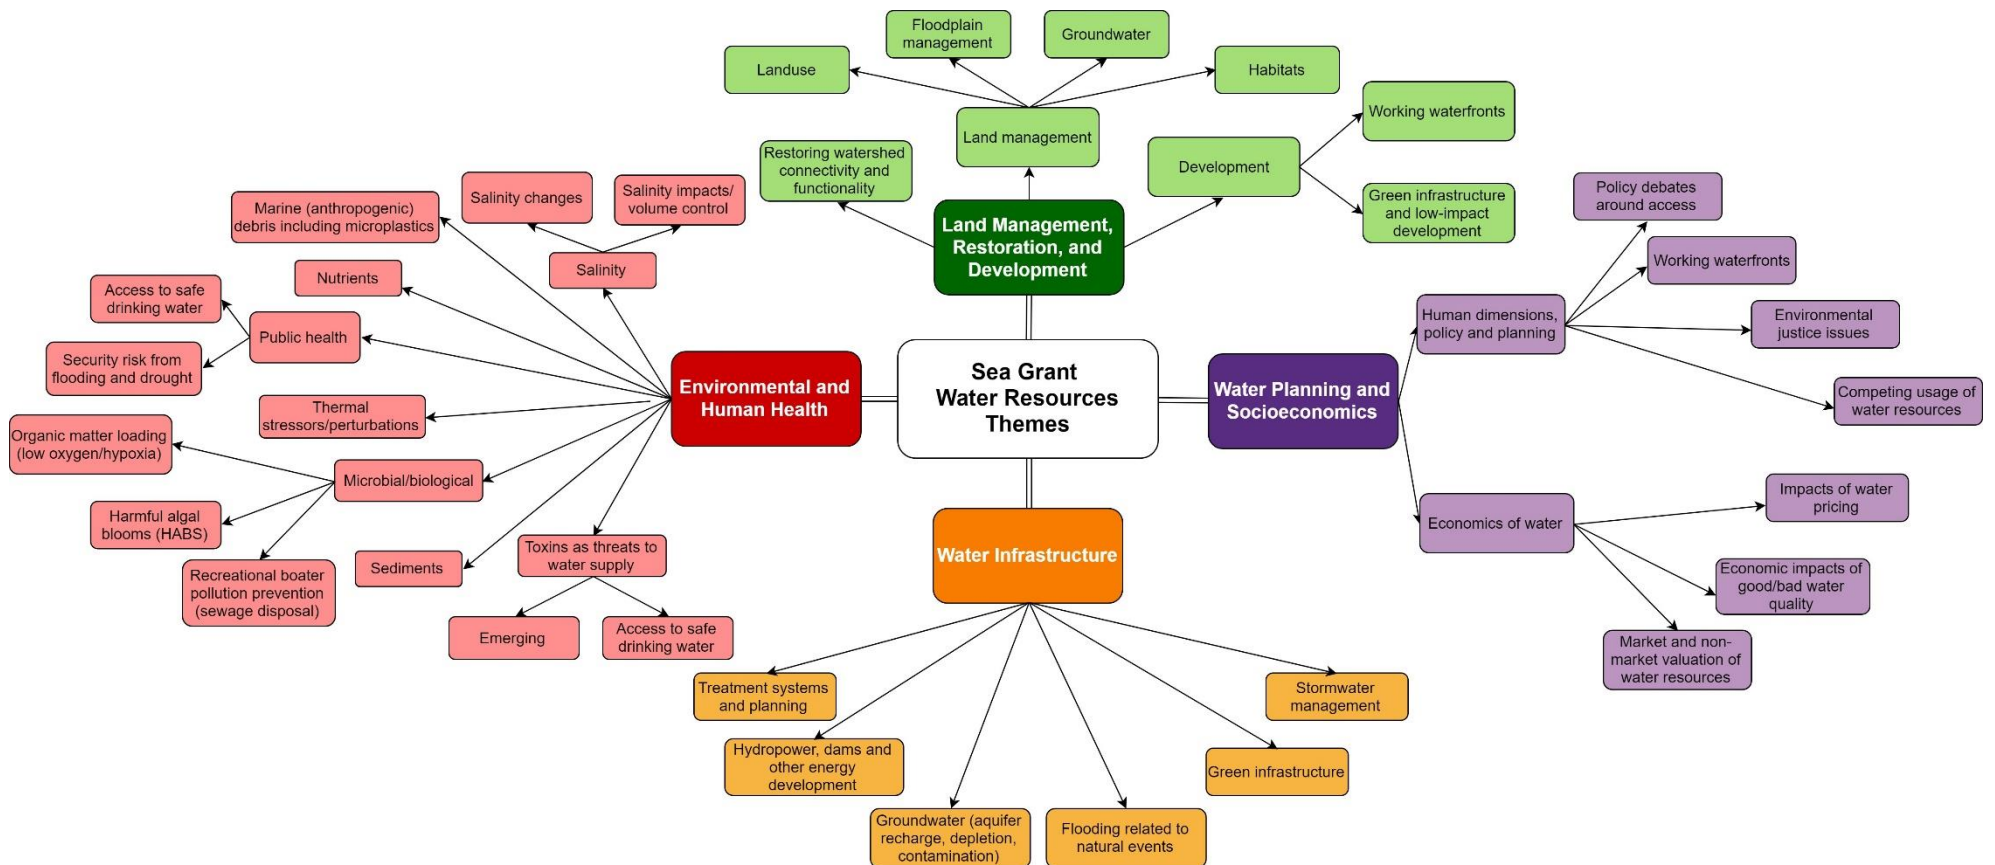 Floodplain
management
Groundwater
Landuse
Habitats
Land management
Working waterfronts
Restoring watershed
connectivity and
functionality
Development
Green infrastructure
and low-impact
development
Land Management,
Restoration, and
Development
Salinity changes
Salinity impacts/
volume control
Marine (anthropogenic)
debris including microplastics
Salinity
Nutrients
Access to safe
drinking water
Public health
Security risk from
flooding and drought
Thermal
stressors/perturbations
Organic matter loading
(low oxygen/hypoxia)
Microbial/biological
Harmful algal
blooms (HABS)
Recreational boater
pollution prevention
(sewage disposal)
Sediments
Toxins as threats to
water supply
Emerging
Access to safe
drinking water
Environmental and
Human Health
Sea Grant
Water Resources
Themes
Water Planning and
Socioeconomics
Policy debates
around access
Working waterfronts
Human dimensions,
policy and planning
Environmental
justice issues
Competing usage of
water resources
Economics of water
Impacts of water
pricing
Economic impacts of
good/bad water
quality
Market and non-
market valuation of
water resources
Water Infrastructure
Treatment systems
and planning
Stormwater
management
Hydropower, dams and
other energy
development
Green infrastructure
Groundwater (aquifer
recharge, depletion,
contamination)
Flooding related to
natural events